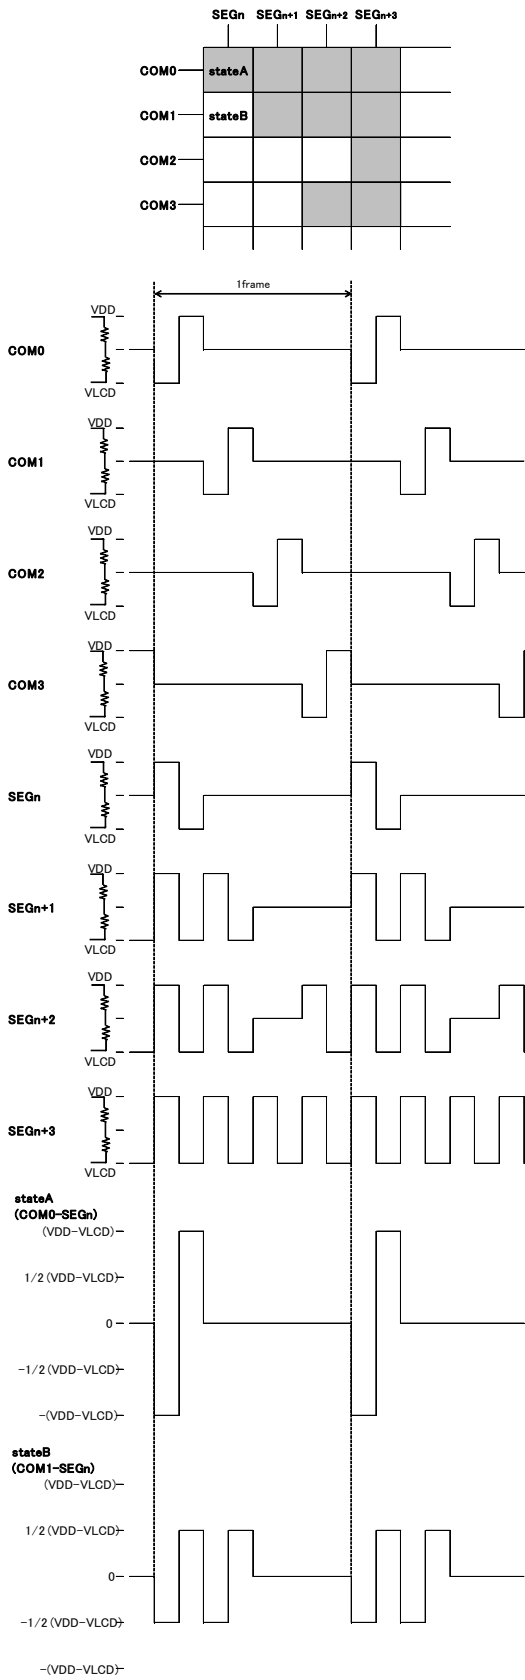 SEGn SEGn+1 SEGn+2 SEGn+3
COM0 stateA
COM1 stateB
COM2
COM3
1frame
VDD
COM0
VLCD
VDD
COM1
VLCD
VDD
COM2
VLCD
VDD
COM3
VLCD
VDD
SEGn
VLCD
VDD
SEGn+1
VLCD
VDD
SEGn+2
VLCD
VDD
SEGn+3
VLCD
stateA
(COM0-SEGn)
(VDD-VLCD)
1/2(VDD-VLCD)
0
-1/2(VDD-VLCD)
-(VDD-VLCD)
stateB
(COM1-SEGn)
(VDD-VLCD)
1/2(VDD-VLCD)
0
-1/2(VDD-VLCD)
-(VDD-VLCD)